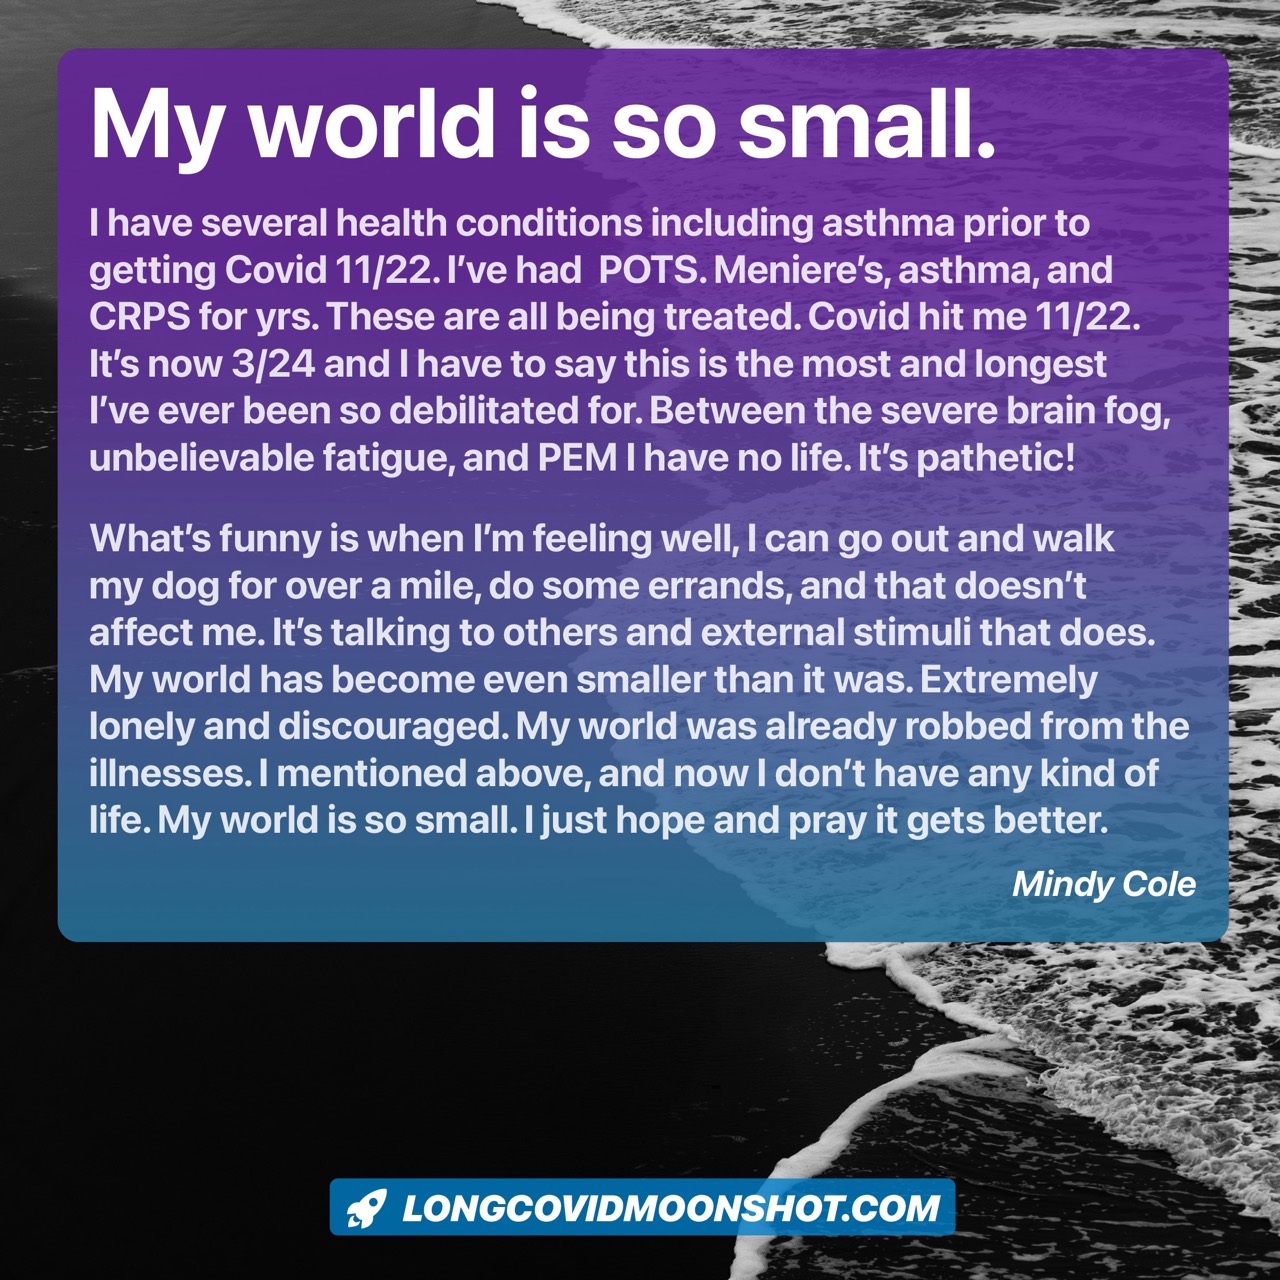 My world is so small.
I have several health conditions including asthma prior to
getting Covid 11/22. I’ve had  POTS. Meniere’s, asthma, and
CRPS for yrs. These are all being treated. Covid hit me 11/22.
It’s now 3/24 and I have to say this is the most and longest
I’ve ever been so debilitated for. Between the severe brain fog,
unbelievable fatigue, and PEM I have no life. It’s pathetic!
What’s funny is when I’m feeling well, I can go out and walk
my dog for over a mile, do some errands, and that doesn’t
affect me. It’s talking to others and external stimuli that does.
My world has become even smaller than it was. Extremely
lonely and discouraged. My world was already robbed from the
illnesses. I mentioned above, and now I don’t have any kind of
life. My world is so small. I just hope and pray it gets better.
Mindy Cole
LONGCOVIDMOONSHOT.COM